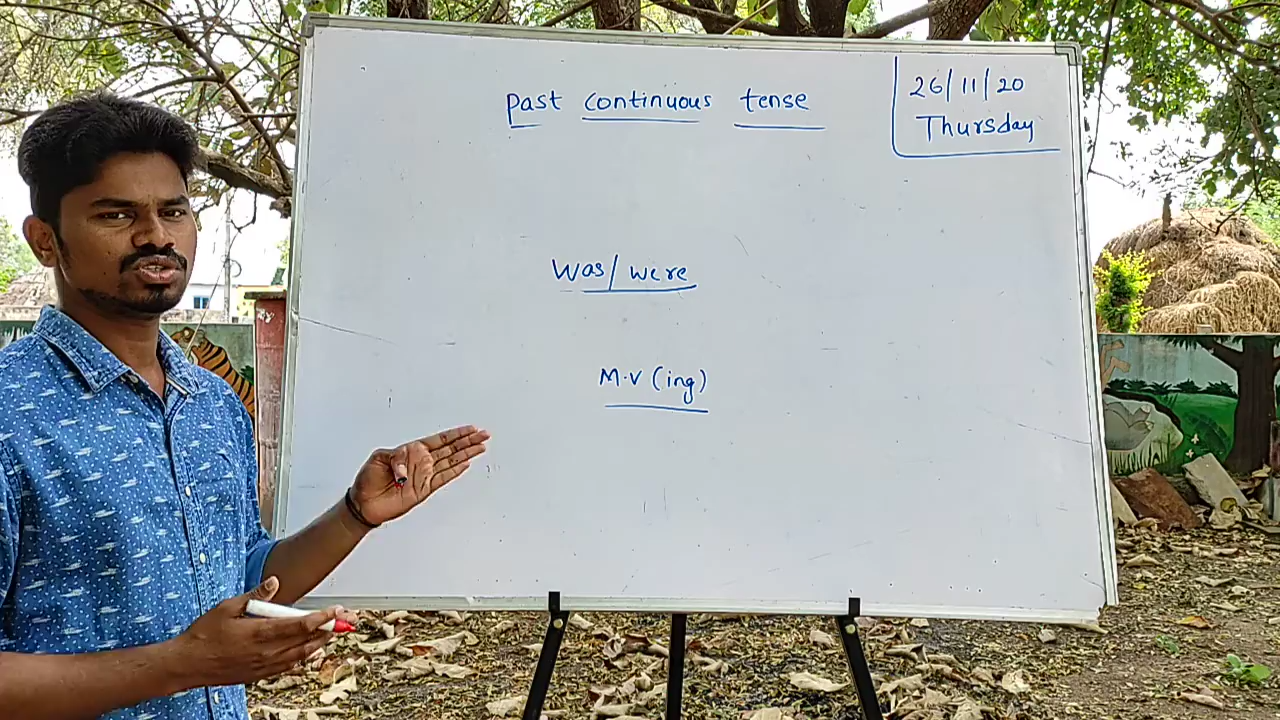 past continuous tense
26/11/20
Thursday
Was/were
M.V (ing)